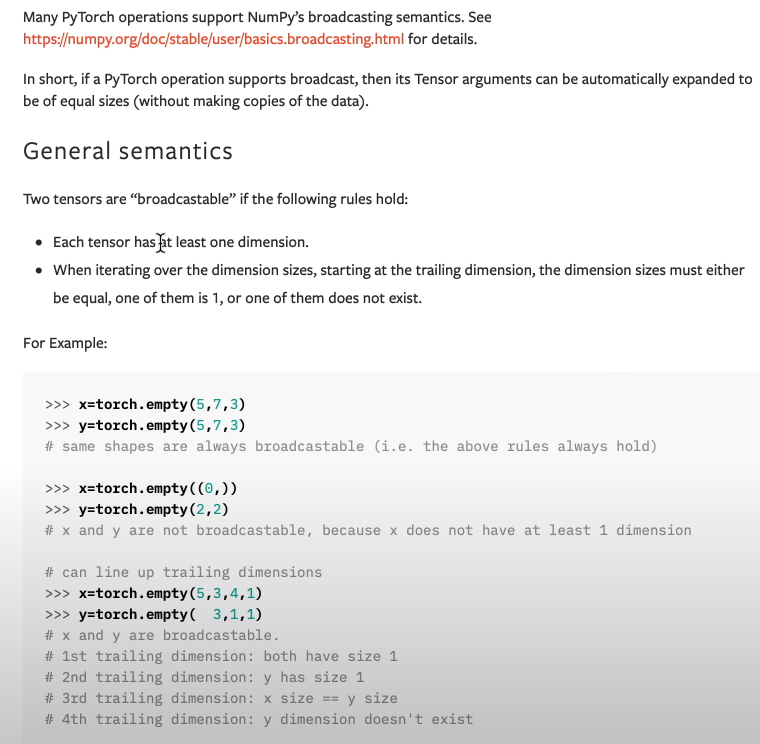 Many PyTorch operations support NumPy’s broadcasting semantics. See
https://numpy.org/doc/stable/user/basics.broadcasting.html for details.
In short, if a PyTorch operation supports broadcast, then its Tensor arguments can be automatically expanded to
be of equal sizes (without making copies of the data).
General semantics
Two tensors are “broadcastable” if the following rules hold:
• Each tensor has at least one dimension.
• When iterating over the dimension sizes, starting at the trailing dimension, the dimension sizes must either
be equal, one of them is 1, or one of them does not exist.
For Example:
>>> x=torch.empty(5,7,3)
>>> y=torch.empty(5,7,3)
# same shapes are always broadcastable (i.e. the above rules always hold)
>>> x=torch.empty((0,))
>>> y=torch.empty(2,2)
# x and y are not broadcastable, because x does not have at least 1 dimension
# can line up trailing dimensions
>>> x=torch.empty(5,3,4,1)
>>> y=torch.empty(  3,1,1)
# x and y are broadcastable.
# 1st trailing dimension: both have size 1
# 2nd trailing dimension: y has size 1
# 3rd trailing dimension: x size == y size
# 4th trailing dimension: y dimension doesn't exist